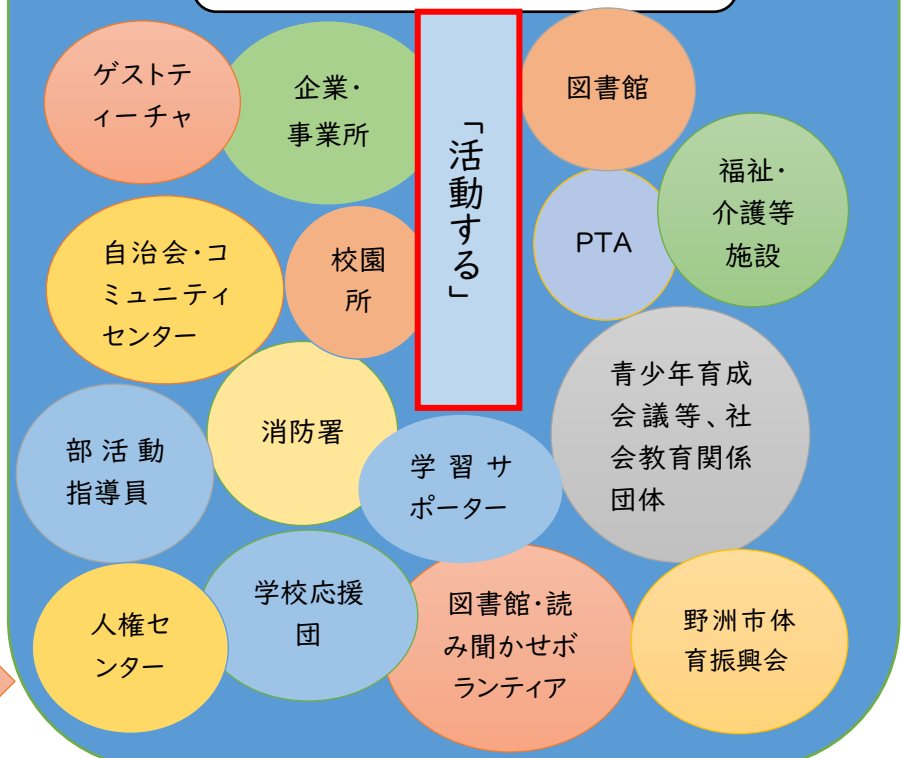 ゲストテ
ィーチャ
企業・
事業所
「活動する」
図書館
福祉・
介護等
施設
PTA
自治会・コ
ミュニティ
センター
校園
所
青少年育成
会議等、社
会教育関係
団体
消防署
部活動
指導員
学習サ
ポーター
学校応援
団
人権セ
ンター
図書館・読
み聞かせボ
ランティア
野洲市体
育振興会